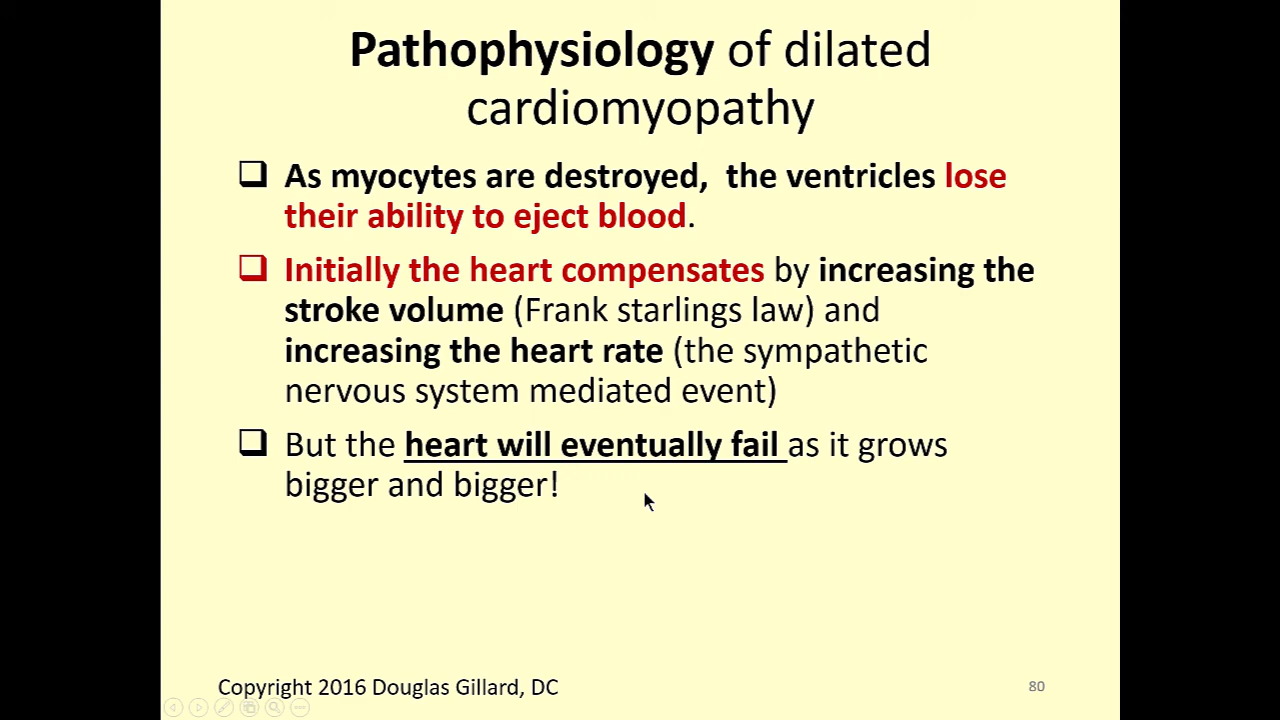 Pathophysiology of dilated
cardiomyopathy
As myocytes are destroyed,  the ventricles lose
their ability to eject blood.
Initially the heart compensates by increasing the
stroke volume (Frank starlings law) and
increasing the heart rate (the sympathetic
nervous system mediated event)
But the heart will eventually fail as it grows
bigger and bigger!
Copyright 2016 Douglas Gillard, DC
80